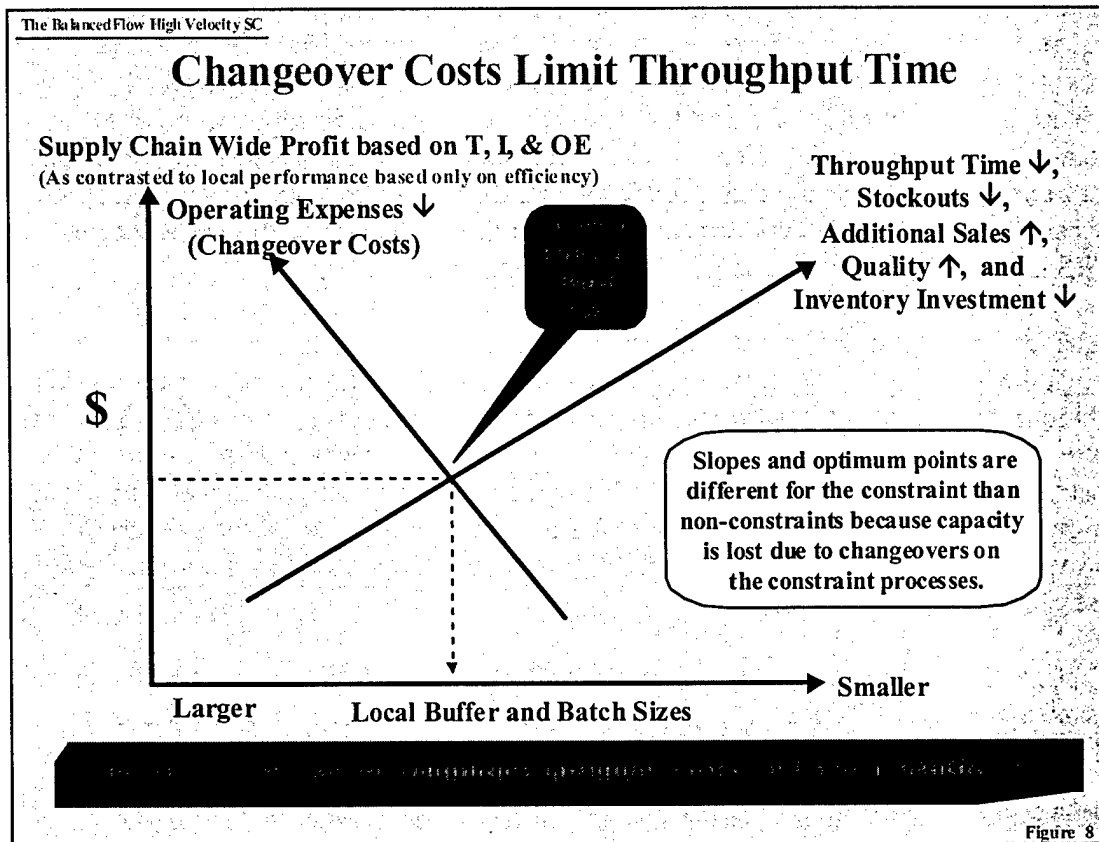 The Balanced Flow High Velocity SC
Changeover Costs Limit Throughput Time
Supply Chain Wide Profit based on T, I, & OE
(As contrasted to local performance based only on efficiency)
Operating Expenses ↓
(Changeover Costs)
Throughput Time ↓,
Stockouts ↓,
Additional Sales ↑,
Quality ↑, and
Inventory Investment ↓
$
Slopes and optimum points are
different for the constraint than
non-constraints because capacity
is lost due to changeovers on
the constraint processes.
Smaller
Larger
Local Buffer and Batch Sizes
Figure 8